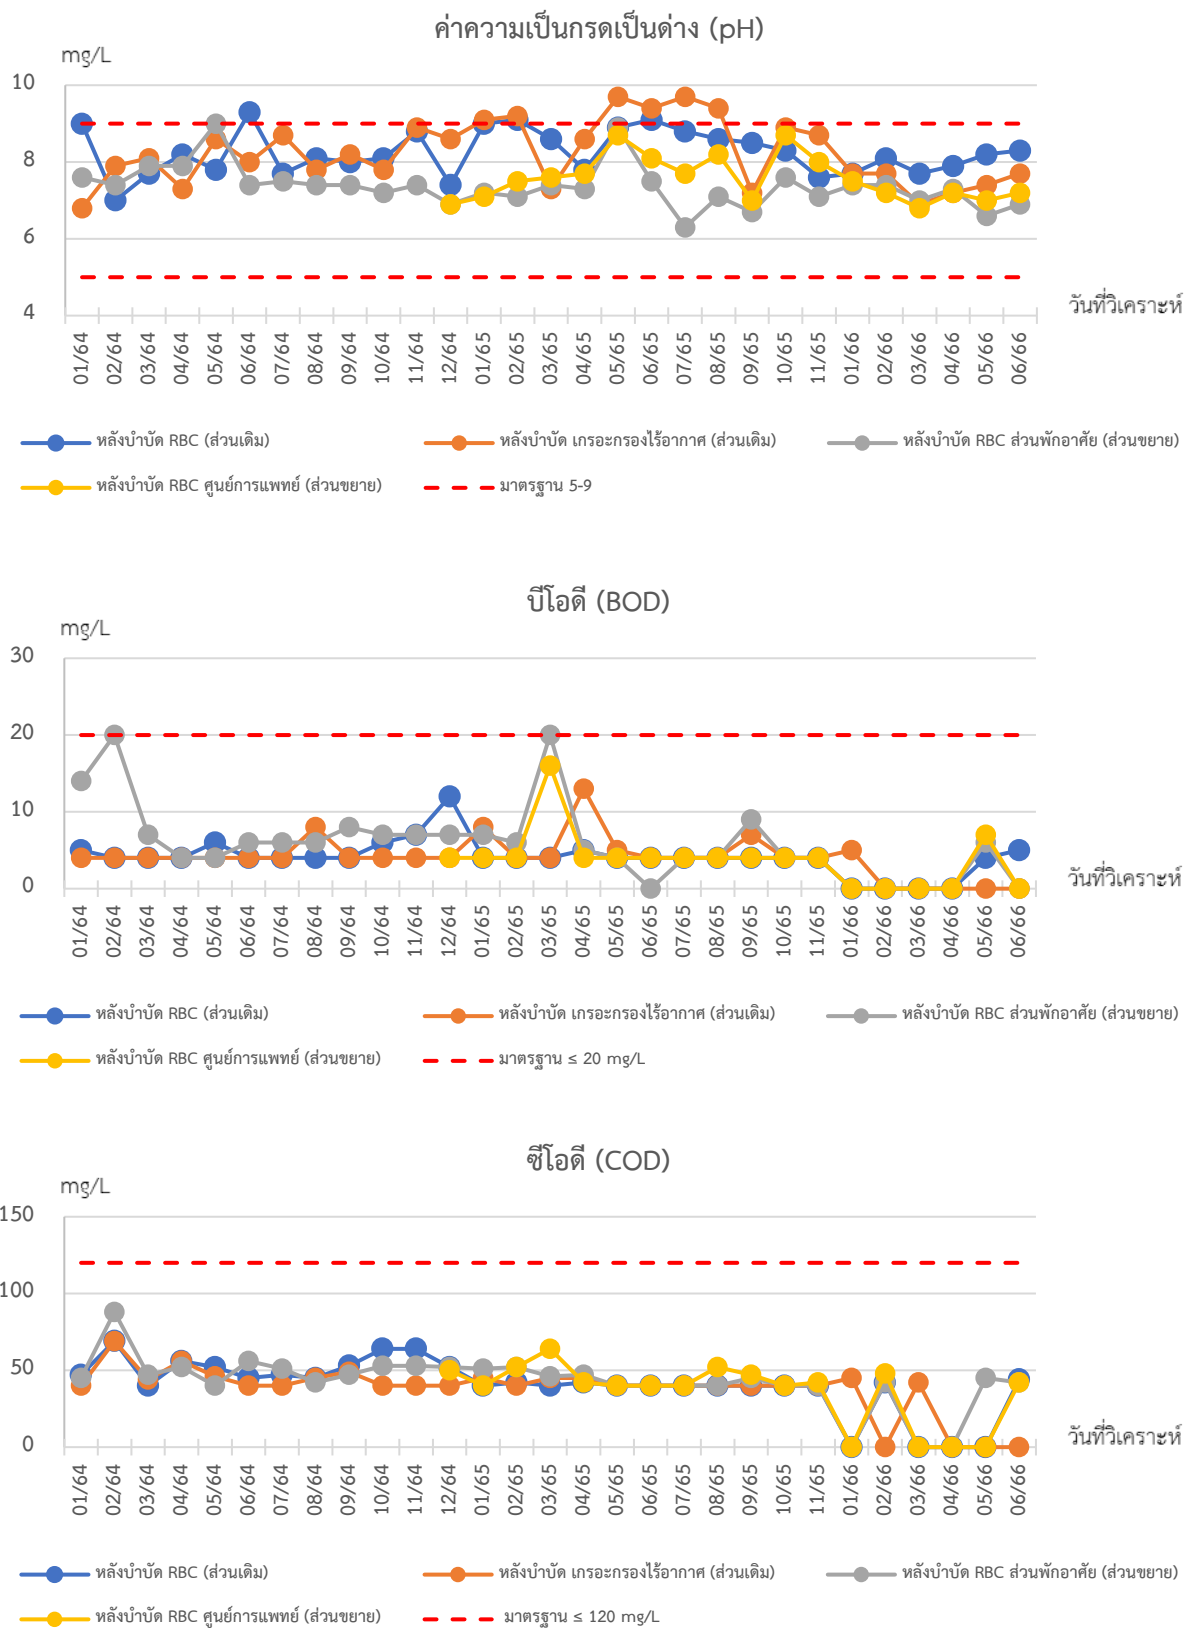 ค่าความเป็นกรดเป็นด่าง (pH)
mg/L
10
8
6
4
วันที่วิเคราะห์
01/64 02/64 03/64 04/64 05/64 06/64 07/64 08/64 09/64 10/64 11/64 12/64 01/65 02/65 03/65 04/65 05/65 06/65 07/65 08/65 09/65 10/65 11/65 01/66 02/66 03/66 04/66 05/66 06/66
หลังบำบัด RBC (ส่วนเดิม) หลังบำบัด เกรอะกรองไร้อากาศ (ส่วนเดิม) หลังบำบัด RBC ส่วนพักอาศัย (ส่วนขยาย)
หลังบำบัด RBC ศูนย์การแพทย์ (ส่วนขยาย) มาตรฐาน 5-9
บีโอดี (BOD)
mg/L
30
20
10
0
วันที่วิเคราะห์
01/64 02/64 03/64 04/64 05/64 06/64 07/64 08/64 09/64 10/64 11/64 12/64 01/65 02/65 03/65 04/65 05/65 06/65 07/65 08/65 09/65 10/65 11/65 01/66 02/66 03/66 04/66 05/66 06/66
หลังบำบัด RBC (ส่วนเดิม) หลังบำบัด เกรอะกรองไร้อากาศ (ส่วนเดิม) หลังบำบัด RBC ส่วนพักอาศัย (ส่วนขยาย)
หลังบำบัด RBC ศูนย์การแพทย์ (ส่วนขยาย) มาตรฐาน ≤ 20 mg/L
ซีโอดี (COD)
mg/L
150
100
50
0
วันที่วิเคราะห์
01/64 02/64 03/64 04/64 05/64 06/64 07/64 08/64 09/64 10/64 11/64 12/64 01/65 02/65 03/65 04/65 05/65 06/65 07/65 08/65 09/65 10/65 11/65 01/66 02/66 03/66 04/66 05/66 06/66
หลังบำบัด RBC (ส่วนเดิม) หลังบำบัด เกรอะกรองไร้อากาศ (ส่วนเดิม) หลังบำบัด RBC ส่วนพักอาศัย (ส่วนขยาย)
หลังบำบัด RBC ศูนย์การแพทย์ (ส่วนขยาย) มาตรฐาน ≤ 120 mg/L